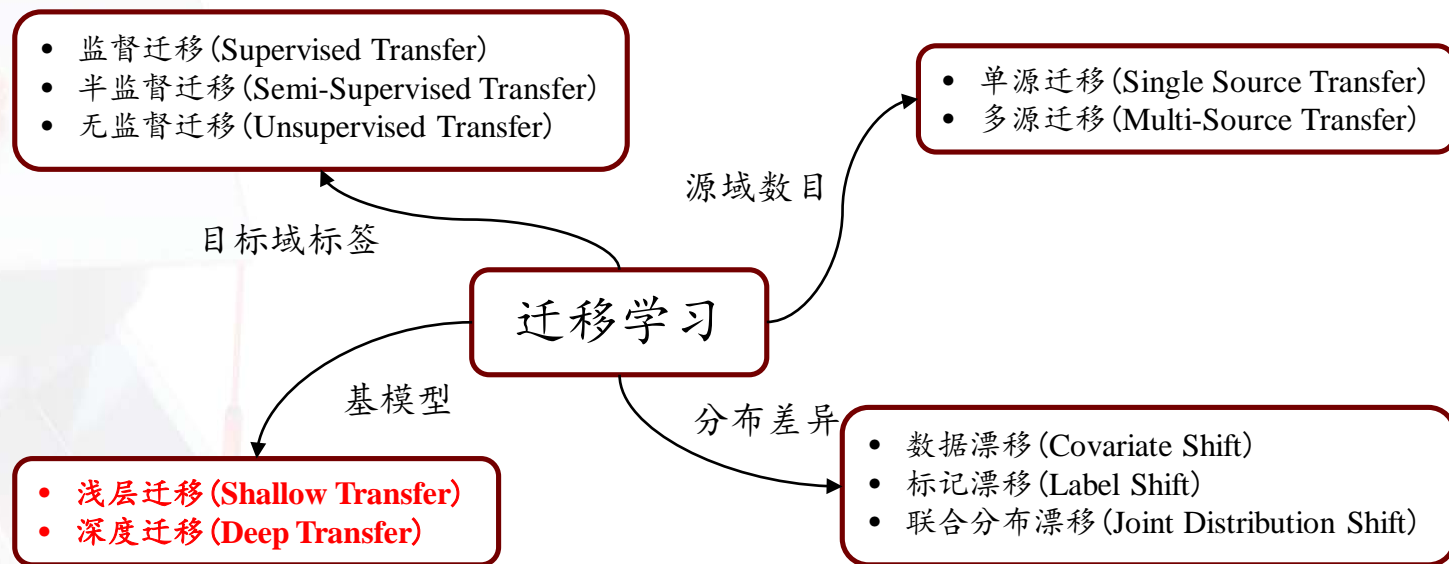 • 监督迁移(Supervised Transfer)
• 半监督迁移(Semi-Supervised Transfer)
• 无监督迁移(Unsupervised Transfer)
• 单源迁移(Single Source Transfer)
• 多源迁移(Multi-Source Transfer)
源域数目
目标域标签
迁移学习
基模型
分布差异
• 数据漂移(Covariate Shift)
• 标记漂移(Label Shift)
• 联合分布漂移(Joint Distribution Shift)
• 浅层迁移(Shallow Transfer)
• 深度迁移(Deep Transfer)